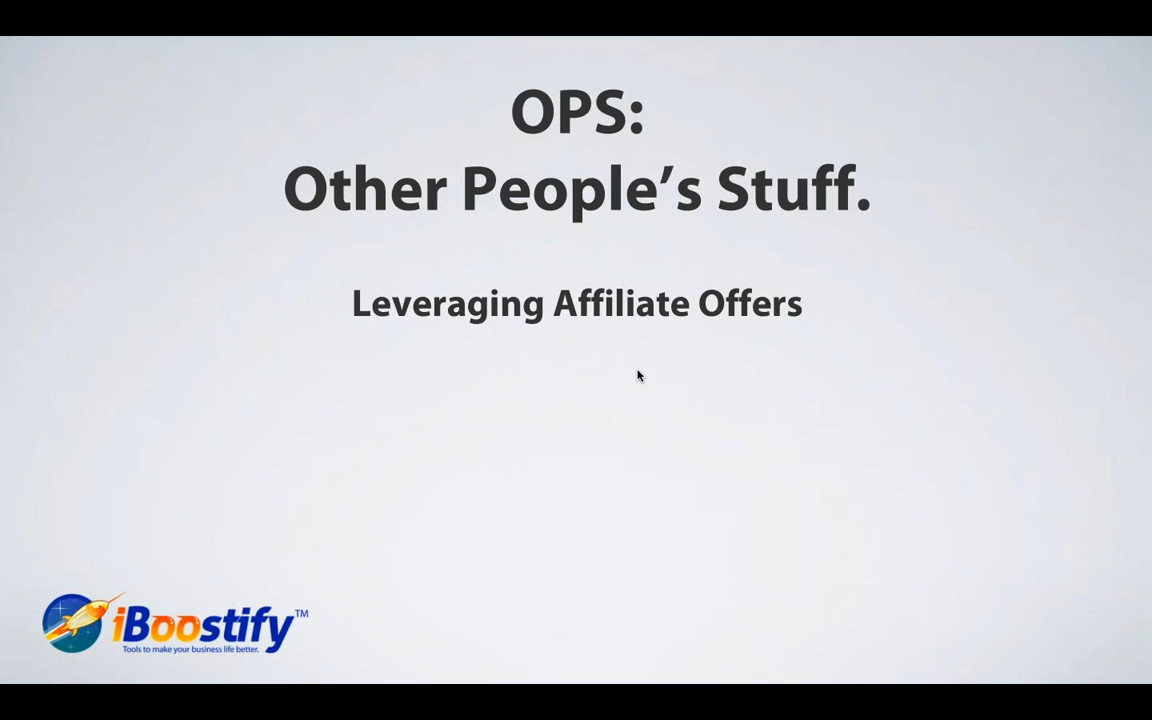 OPS:
Other People’s Stuff.
Leveraging Affiliate Offers
iBoostify™
Tools to make your business life better.